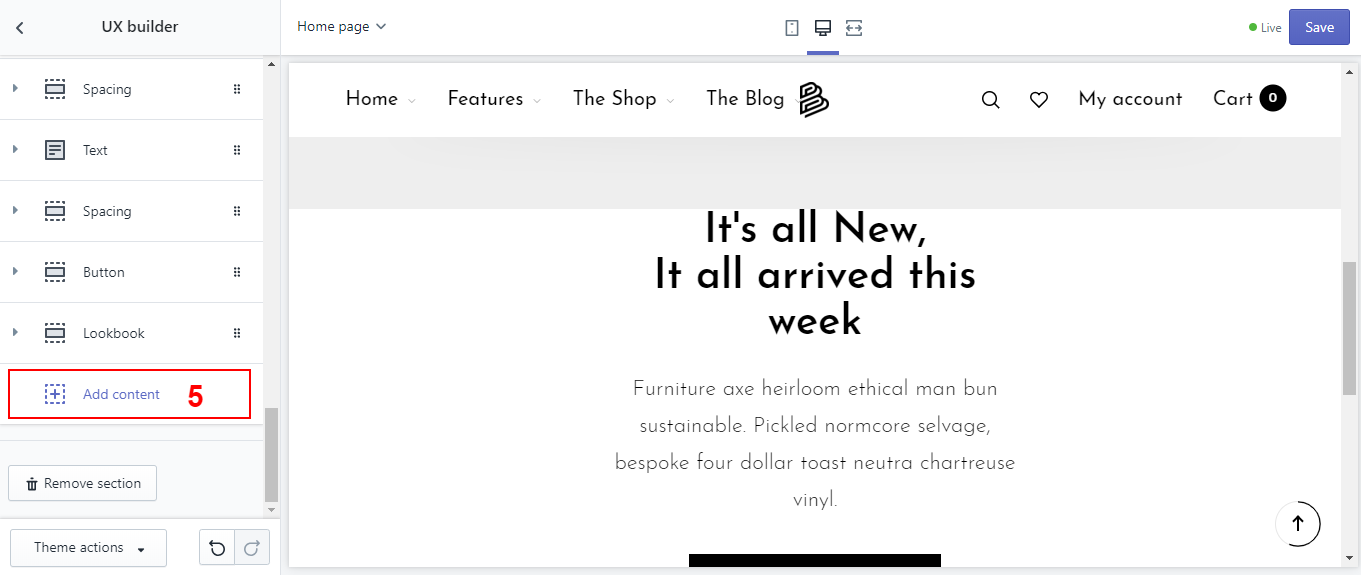 UX builder
Home page
Live
Save
Spacing
Text
Spacing
Button
Lookbook
Add content
5
Remove section
Theme actions
Home
Features
The Shop
The Blog
My account
Cart
0
It's all New,
It all arrived this
week
Furniture axe heirloom ethical man bun
sustainable. Pickled normcore selvage,
bespoke four dollar toast neutra chartreuse
vinyl.